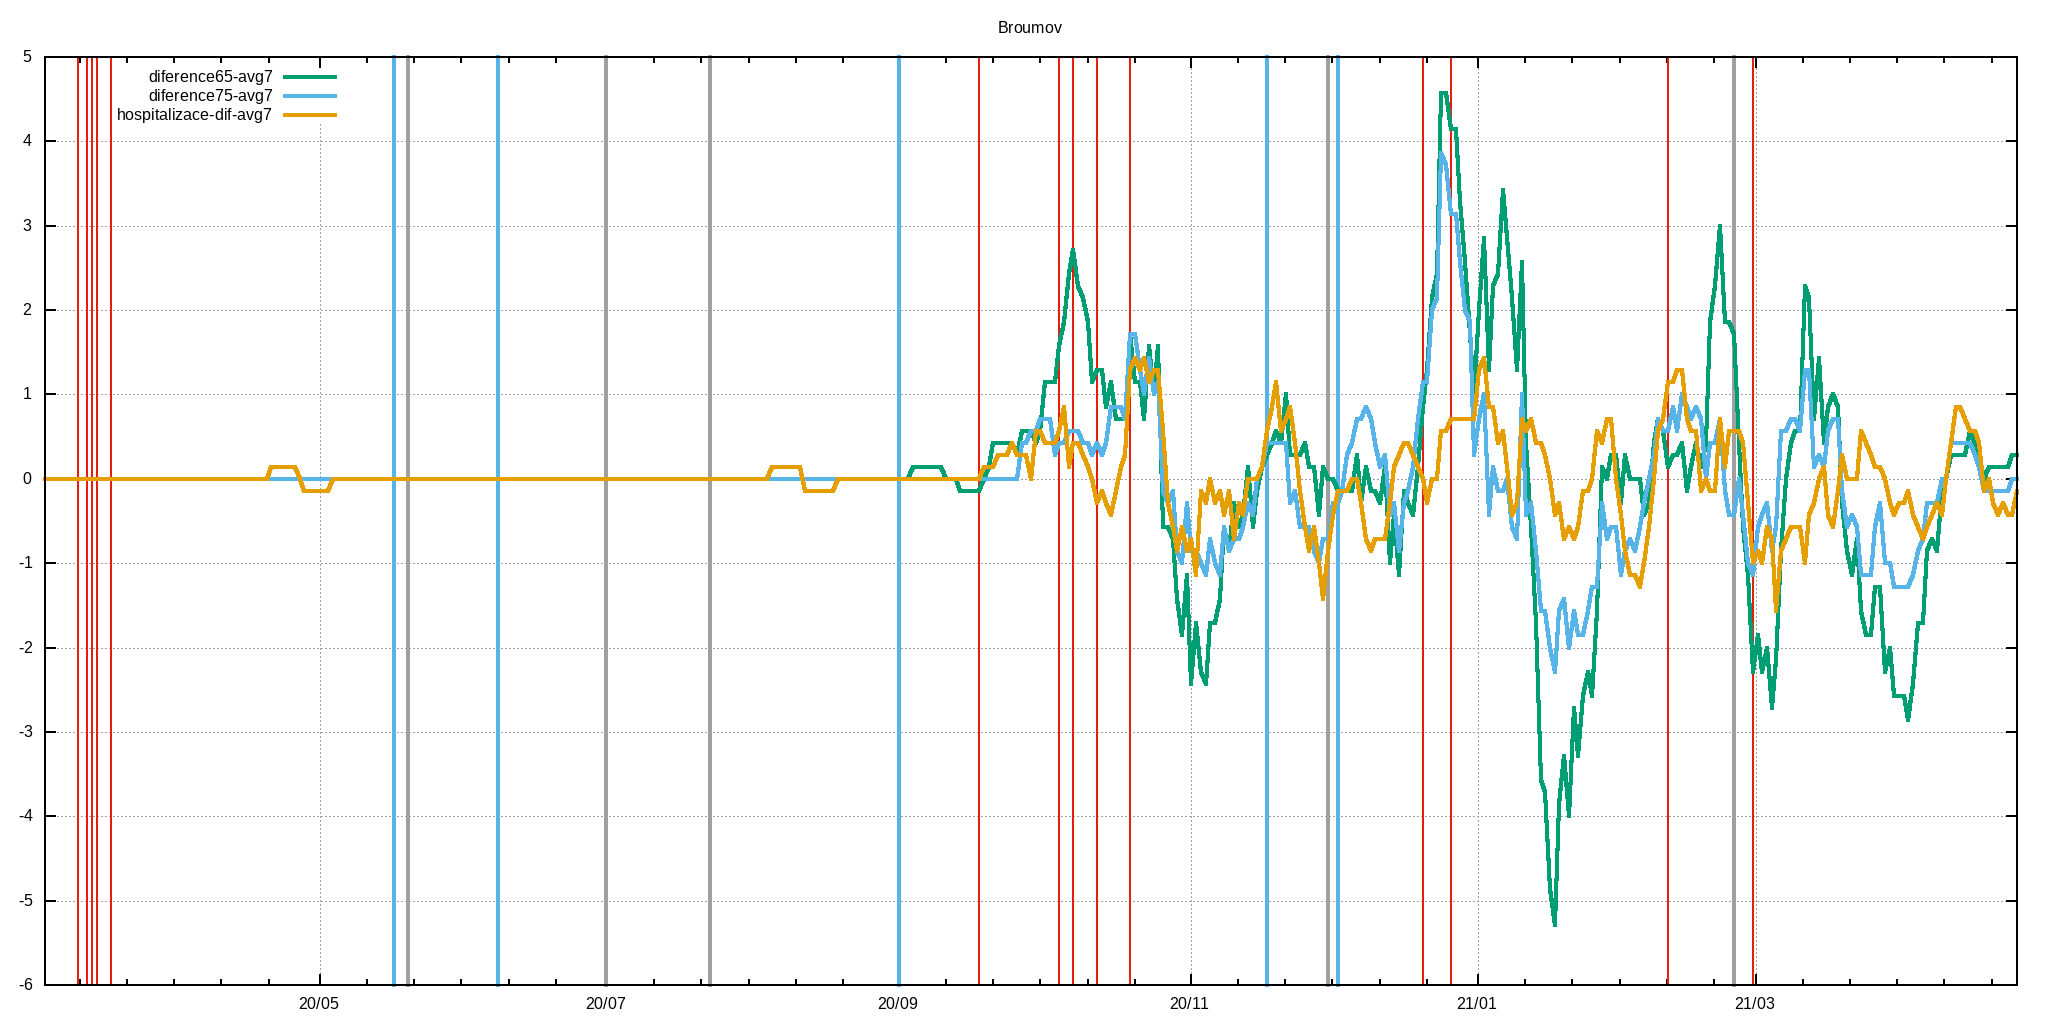 Broumov
diference65-avg7
diference75-avg7
hospitalizace-dif-avg7
5
4
3
2
1
0
-1
-2
-3
-4
-5
-6
20/05 20/07 20/09 20/11 21/01 21/03